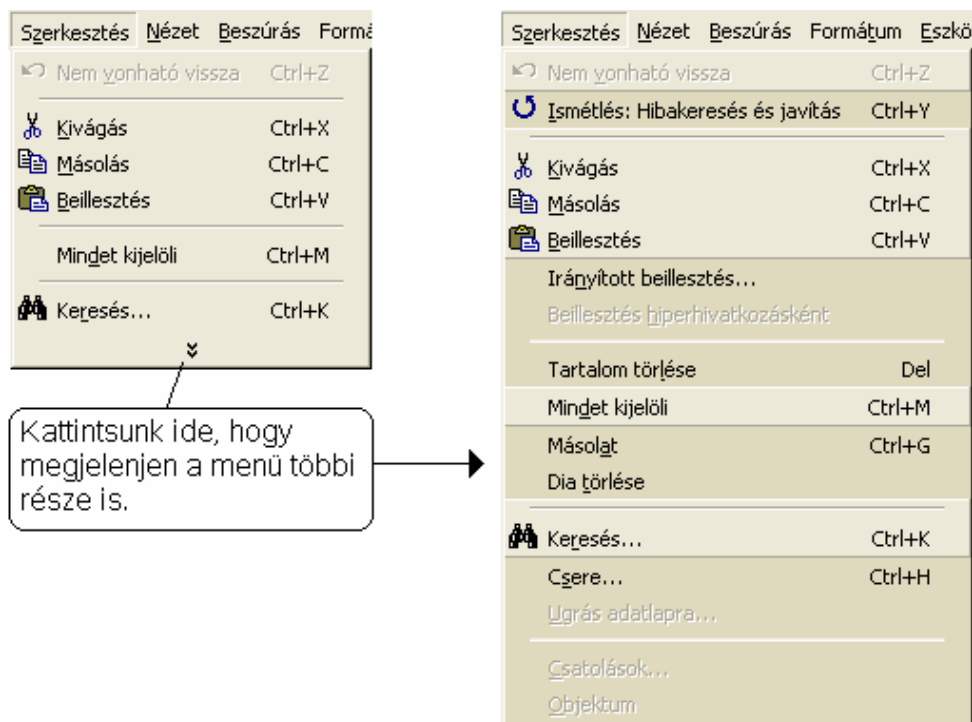 Szerkesztés Nézet Beszúrás Formá
Nem vonható vissza Ctrl+Z
Kivágás Ctrl+X
Másolás Ctrl+C
Beillesztés Ctrl+V
Mindet kijelöli Ctrl+M
Keresés... Ctrl+K
Kattintsunk ide, hogy
megjelenjen a menü többi
része is.
Szerkesztés Nézet Beszúrás Formátum Eszkö
Nem vonható vissza Ctrl+Z
Ismétlés: Hibakeresés és javítás Ctrl+Y
Kivágás Ctrl+X
Másolás Ctrl+C
Beillesztés Ctrl+V
Irányított beillesztés...
Beillesztés hiperhivatkozásként
Tartalom törlése Del
Mindet kijelöli Ctrl+M
Másolat Ctrl+G
Dia törlése
Keresés... Ctrl+K
Csere... Ctrl+H
Ugrás adatlapra...
Csatolások...
Objektum